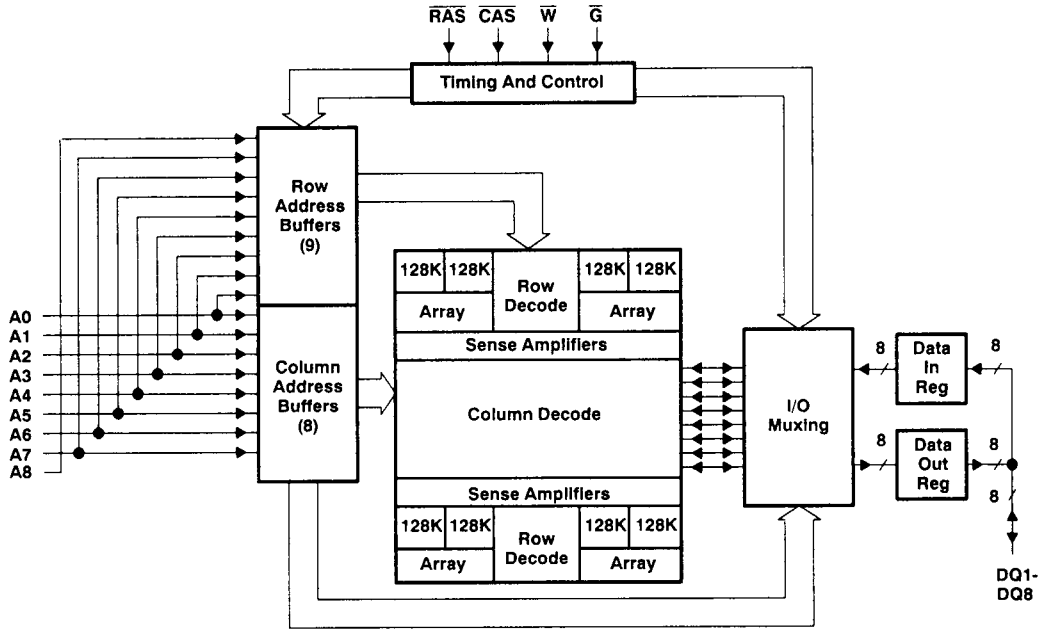 R̅A̅S̅ C̅A̅S̅ W̅ G̅
Timing And Control
Row
Address
Buffers
(9)
A0
A1
A2
A3
A4
A5
A6
A7
A8
Column
Address
Buffers
(8)
128K 128K
Array
Row
Decode
128K 128K
Array
Sense Amplifiers
Column Decode
Sense Amplifiers
128K 128K
Array
Row
Decode
128K 128K
Array
I/O
Muxing
8
Data
In
Reg
8
8
Data
Out
Reg
8
8
DQ1-
DQ8